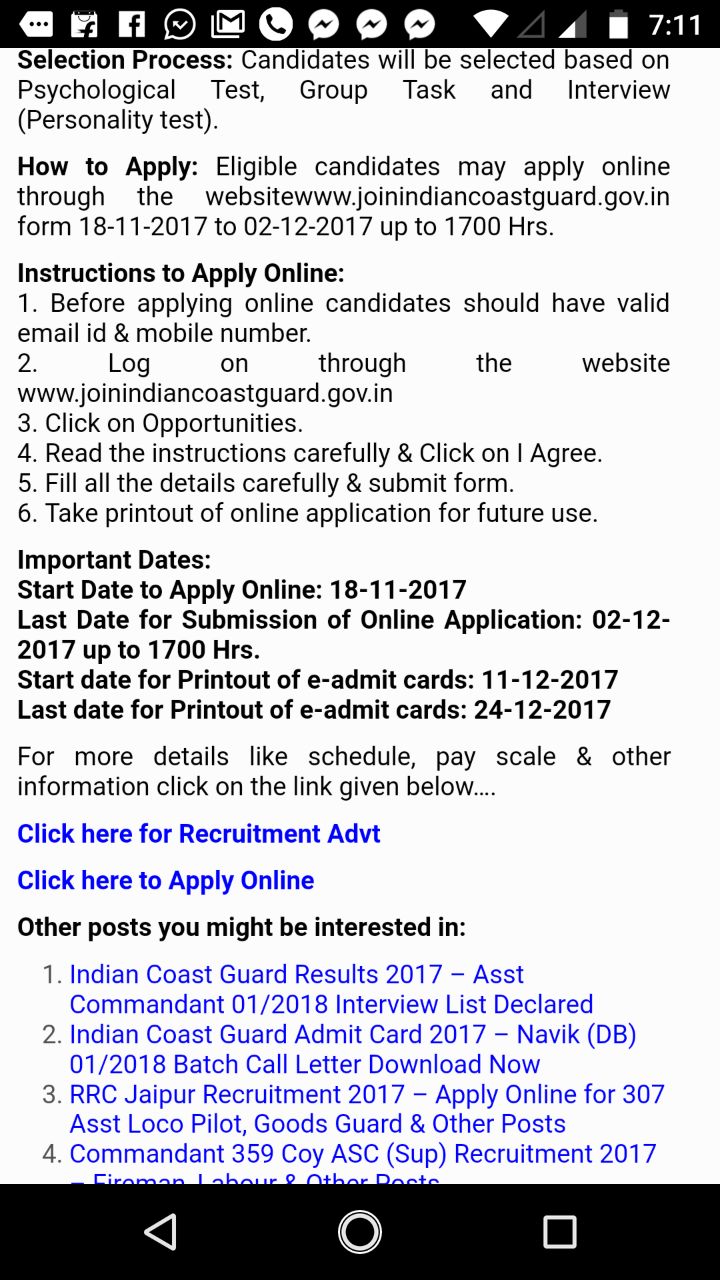 7:11
Selection Process: Candidates will be selected based on
Psychological Test, Group Task and Interview
(Personality test).
How to Apply: Eligible candidates may apply online
through the websitewww.joinindiancoastguard.gov.in
form 18-11-2017 to 02-12-2017 up to 1700 Hrs.
Instructions to Apply Online:
1. Before applying online candidates should have valid
email id & mobile number.
2. Log on through the website
www.joinindiancoastguard.gov.in
3. Click on Opportunities.
4. Read the instructions carefully & Click on I Agree.
5. Fill all the details carefully & submit form.
6. Take printout of online application for future use.
Important Dates:
Start Date to Apply Online: 18-11-2017
Last Date for Submission of Online Application: 02-12-
2017 up to 1700 Hrs.
Start date for Printout of e-admit cards: 11-12-2017
Last date for Printout of e-admit cards: 24-12-2017
For more details like schedule, pay scale & other
information click on the link given below....
Click here for Recruitment Advt
Click here to Apply Online
Other posts you might be interested in:
1. Indian Coast Guard Results 2017 – Asst
Commandant 01/2018 Interview List Declared
2. Indian Coast Guard Admit Card 2017 – Navik (DB)
01/2018 Batch Call Letter Download Now
3. RRC Jaipur Recruitment 2017 – Apply Online for 307
Asst Loco Pilot, Goods Guard & Other Posts
4. Commandant 359 Coy ASC (Sup) Recruitment 2017
– Fireman, Labour & Other Posts